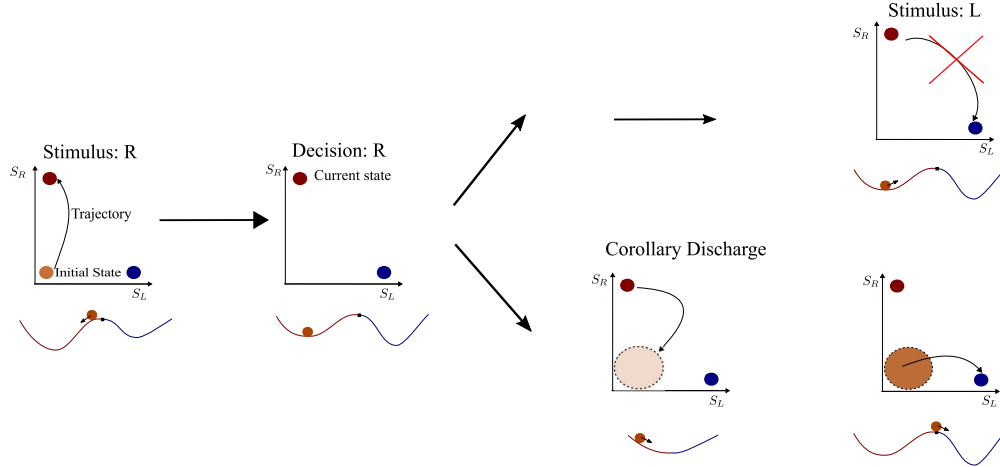 Stimulus: L
S_R
S_L
Stimulus: R
S_R
Trajectory
Initial State
S_L
Decision: R
S_R
Current state
S_L
Corollary Discharge
S_R
S_L
S_R
S_L